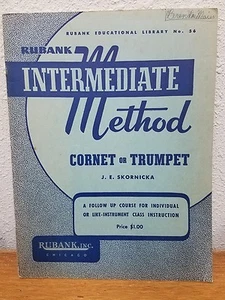 RUBANK EDUCATIONAL LIBRARY No. 56
RUBANK
INTERMEDIATE
Method
CORNET OR TRUMPET
J. E. SKORNICKA
A FOLLOW UP COURSE FOR INDIVIDUAL
OR LIKE-INSTRUMENT CLASS INSTRUCTION
Price $1.00
RUBANK, INC.
CHICAGO